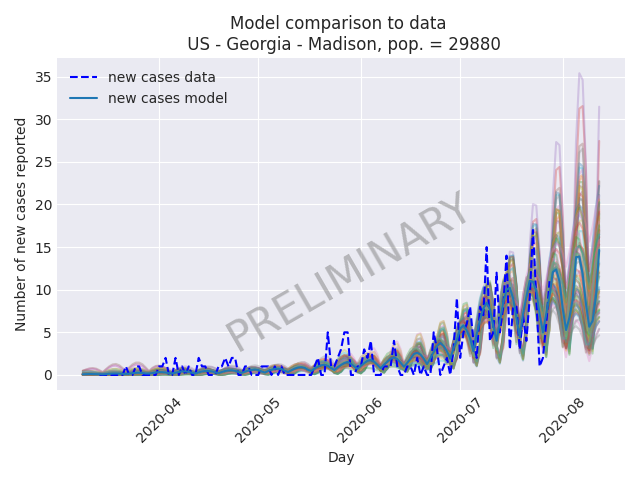 Model comparison to data
US - Georgia - Madison, pop. = 29880
new cases data
new cases model
PRELIMINARY
Number of new cases reported
35
30
25
20
15
10
5
0
2020-04
2020-05
2020-06
2020-07
2020-08
Day